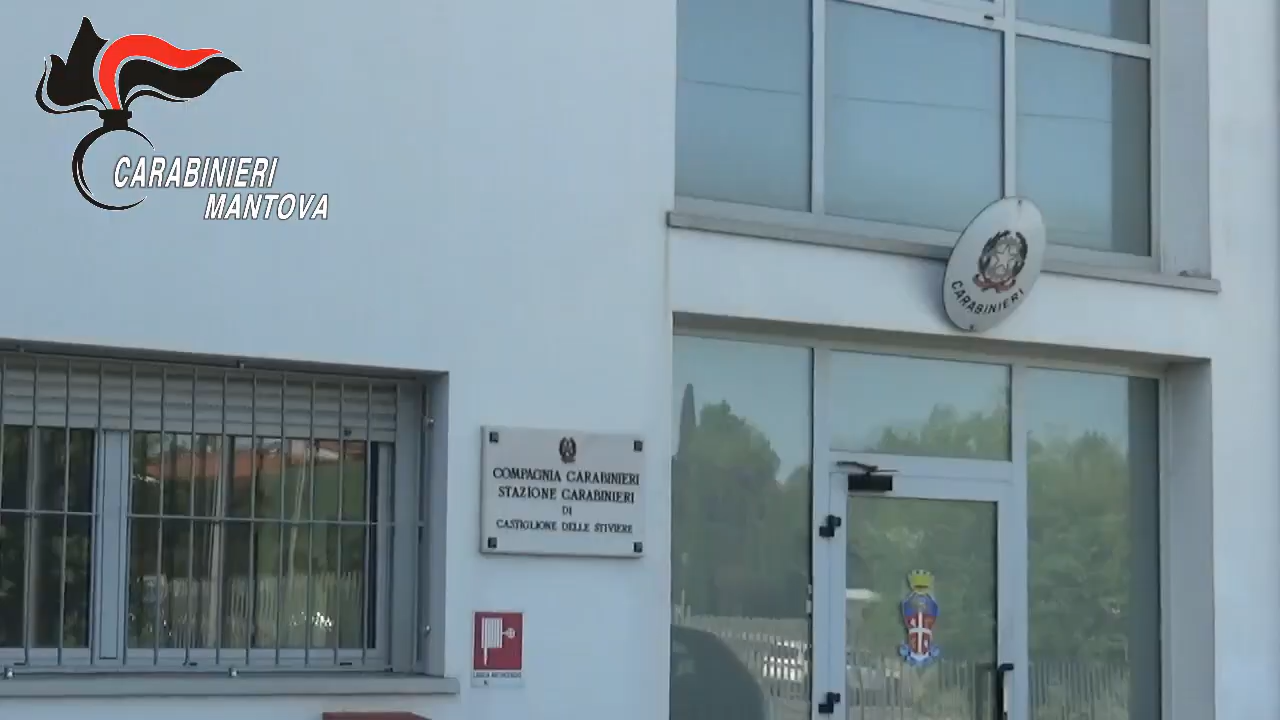 CARABINIERI
MANTOVA
CARABINIERI
COMPAGNIA CARABINIERI
STAZIONE CARABINIERI
DI
CASTIGLIONE DELLE STIVIERE